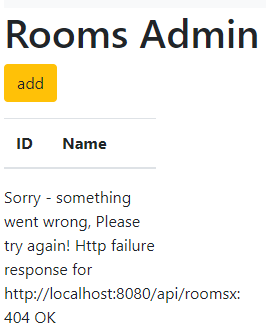 Rooms Admin
add
ID Name
Sorry - something
went wrong, Please
try again! Http failure
response for
http://localhost:8080/api/roomsx:
404 OK